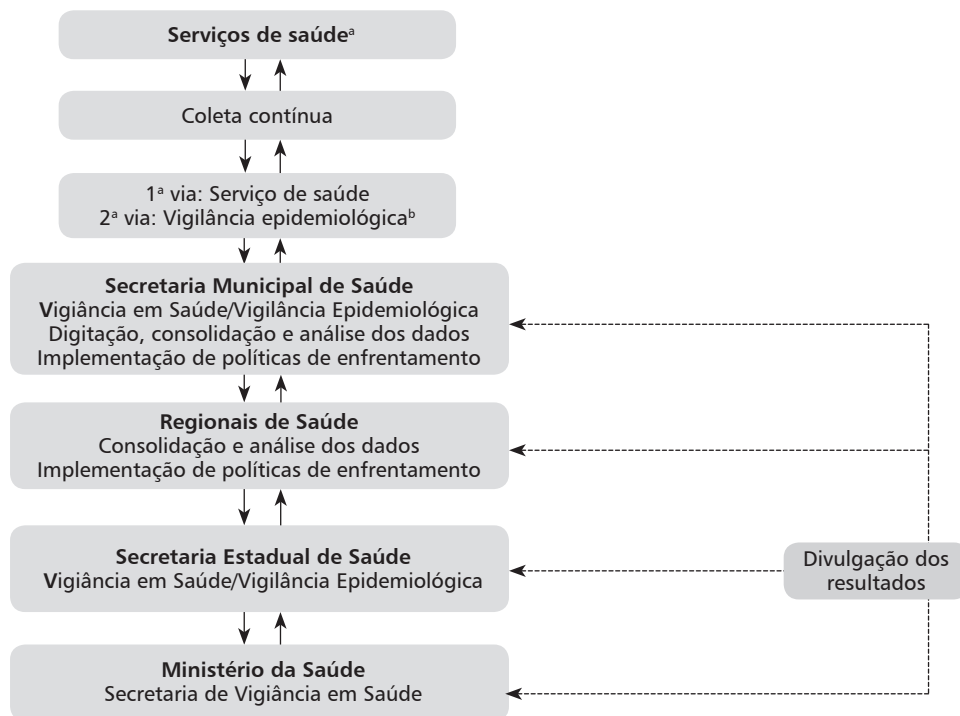 Serviços de saúdeᵃ
Coleta contínua
1ª via: Serviço de saúde
2ª via: Vigilância epidemiológicaᵇ
Secretaria Municipal de Saúde
Vigiância em Saúde/Vigilância Epidemiológica
Digitação, consolidação e análise dos dados
Implementação de políticas de enfrentamento
Regionais de Saúde
Consolidação e análise dos dados
Implementação de políticas de enfrentamento
Secretaria Estadual de Saúde
Vigiância em Saúde/Vigilância Epidemiológica
Divulgação dos
resultados
Ministério da Saúde
Secretaria de Vigiância em Saúde